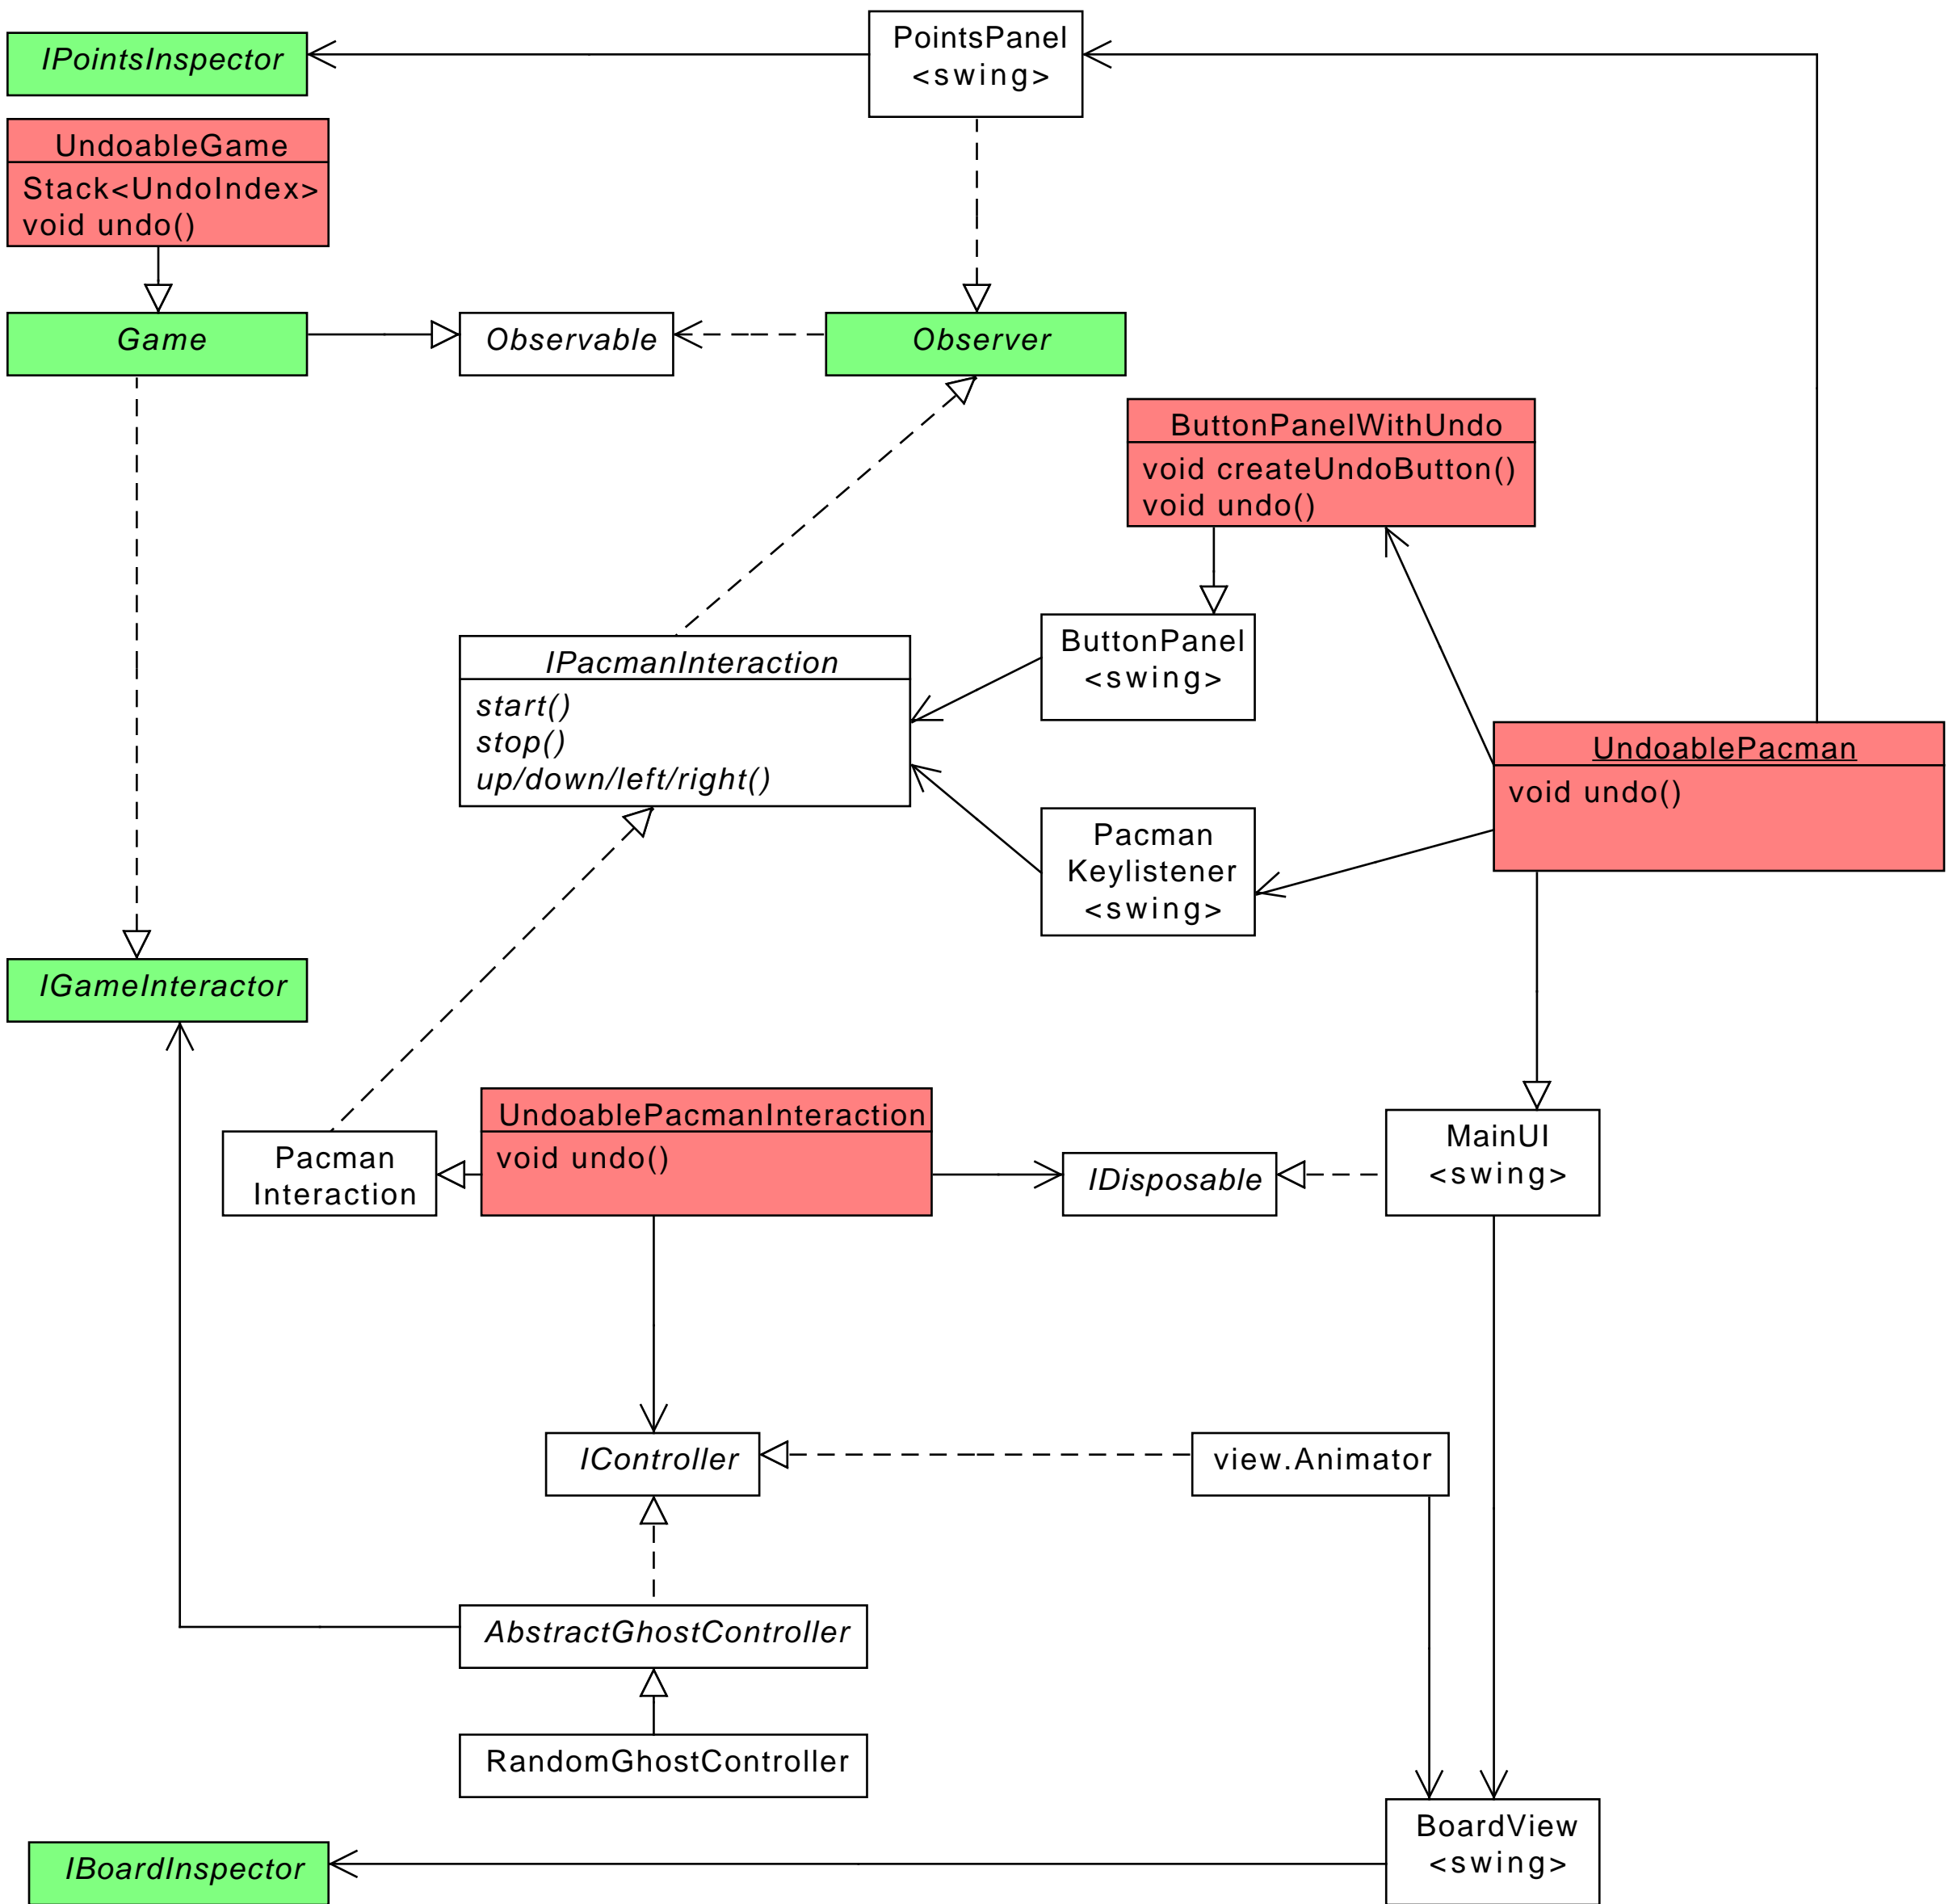 IPointsInspector
PointsPanel
<swing>
UndoableGame
Stack<UndoIndex>
void undo()
Game
Observable
Observer
ButtonPanelWithUndo
void createUndoButton()
void undo()
IPacmanInteraction
start()
stop()
up/down/left/right()
ButtonPanel
<swing>
UndoablePacman
void undo()
Pacman
Keylistener
<swing>
IGameInteractor
Pacman
Interaction
UndoablePacmanInteraction
void undo()
IDisposable
MainUI
<swing>
IController
view.Animator
AbstractGhostController
RandomGhostController
BoardView
<swing>
IBoardInspector